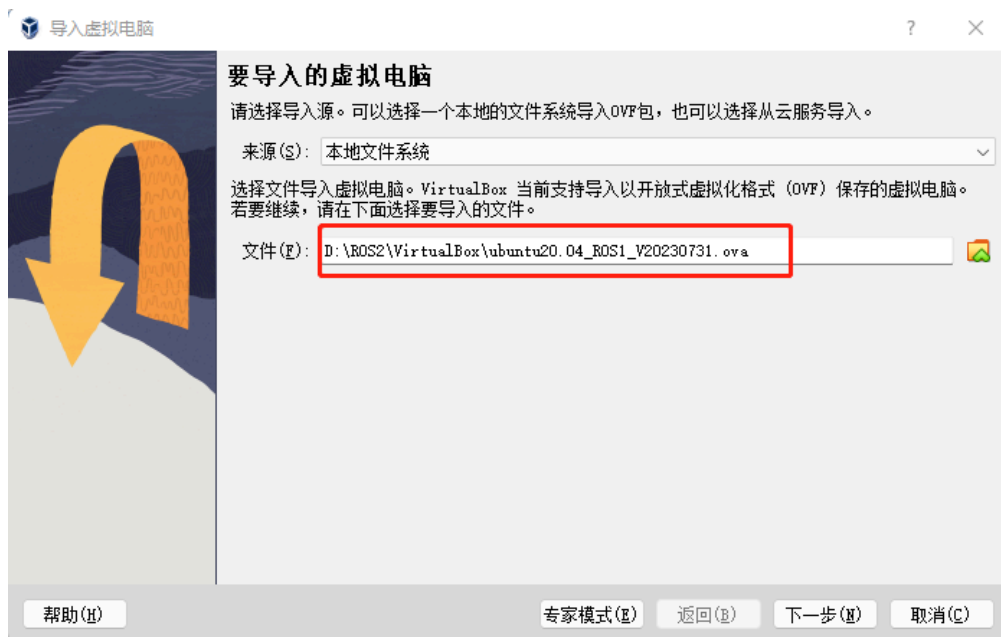 导入虚拟电脑
要导入的虚拟电脑
请选择导入源。可以选择一个本地的文件系统导入OVF包，也可以选择从云服务导入。
来源(S): 本地文件系统
选择文件导入虚拟电脑。VirtualBox 当前支持导入以开放式虚拟化格式 (OVF) 保存的虚拟电脑。
若要继续，请在下面选择要导入的文件。
文件(F): D:\ROS2\VirtualBox\ubuntu20.04_ROS1_V20230731.ova
帮助(H) 专家模式(E) 返回(B) 下一步(N) 取消(C)